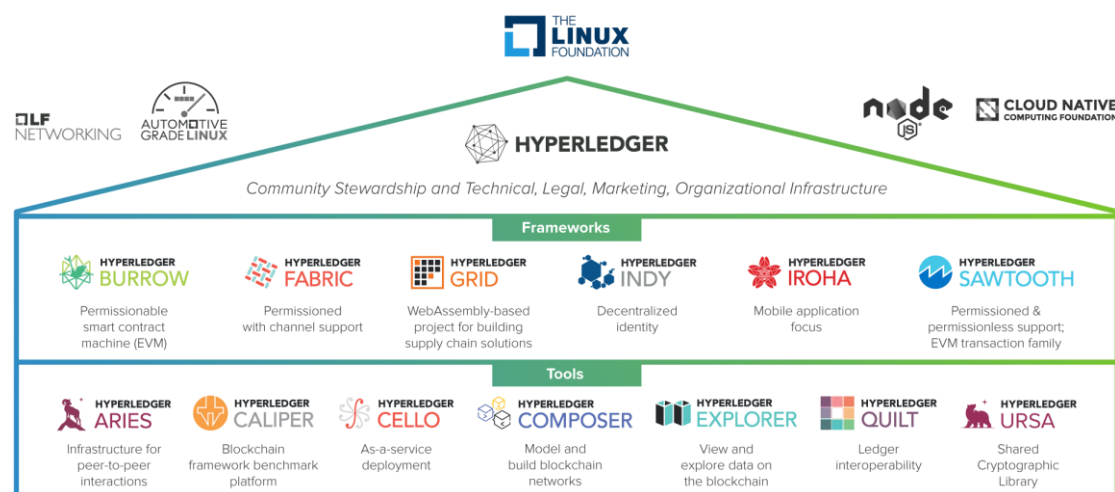 THE
LINUX
FOUNDATION
LF
NETWORKING
AUTOMOTIVE
GRADE LINUX
node
JS
CLOUD NATIVE
COMPUTING FOUNDATION
HYPERLEDGER
Community Stewardship and Technical, Legal, Marketing, Organizational Infrastructure
Frameworks
HYPERLEDGER
BURROW
Permissionable
smart contract
machine (EVM)
HYPERLEDGER
FABRIC
Permissioned
with channel support
HYPERLEDGER
GRID
WebAssembly-based
project for building
supply chain solutions
HYPERLEDGER
INDY
Decentralized
identity
HYPERLEDGER
IROHA
Mobile application
focus
HYPERLEDGER
SAWTOOTH
Permissioned &
permissionless support;
EVM transaction family
Tools
HYPERLEDGER
ARIES
Infrastructure for
peer-to-peer
interactions
HYPERLEDGER
CALIPER
Blockchain
framework benchmark
platform
HYPERLEDGER
CELLO
As-a-service
deployment
HYPERLEDGER
COMPOSER
Model and
build blockchain
networks
HYPERLEDGER
EXPLORER
View and
explore data on
the blockchain
HYPERLEDGER
QUILT
Ledger
interoperability
HYPERLEDGER
URSA
Shared
Cryptographic
Library